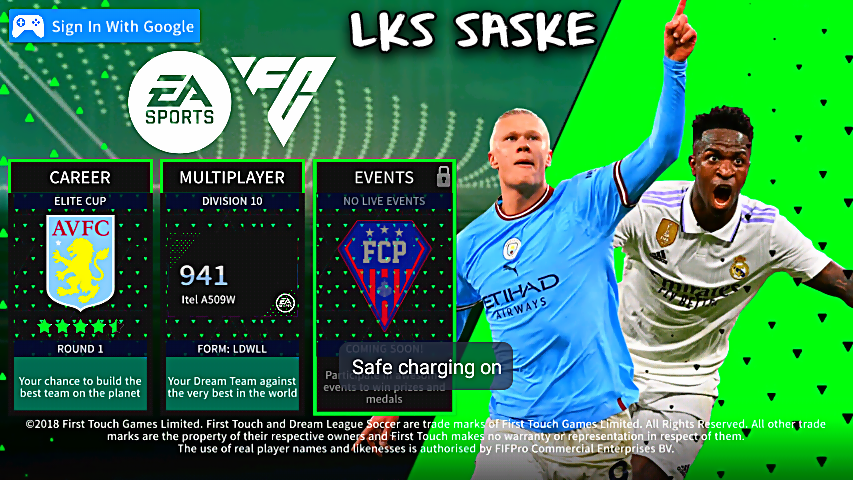 Sign In With Google
LKS SASKE
EA
SPORTS
FC
CAREER
MULTIPLAYER
EVENTS
ELITE CUP
DIVISION 10
NO LIVE EVENTS
AVFC
941
Itel A509W
EA
FCP
ROUND 1
FORM: LDWLL
COMING SOON!
Safe charging on
Your chance to build the
best team on the planet
Your Dream Team against
the very best in the world
events to win prizes and
medals
ETIHAD
AIRWAYS
©2018 First Touch Games Limited. First Touch and Dream League Soccer are trade marks of First Touch Games Limited. All Rights Reserved. All other trade
marks are the property of their respective owners and First Touch makes no warranty or representation in respect of them.
The use of real player names and likenesses is authorised by FIFPro Commercial Enterprises BV.
9